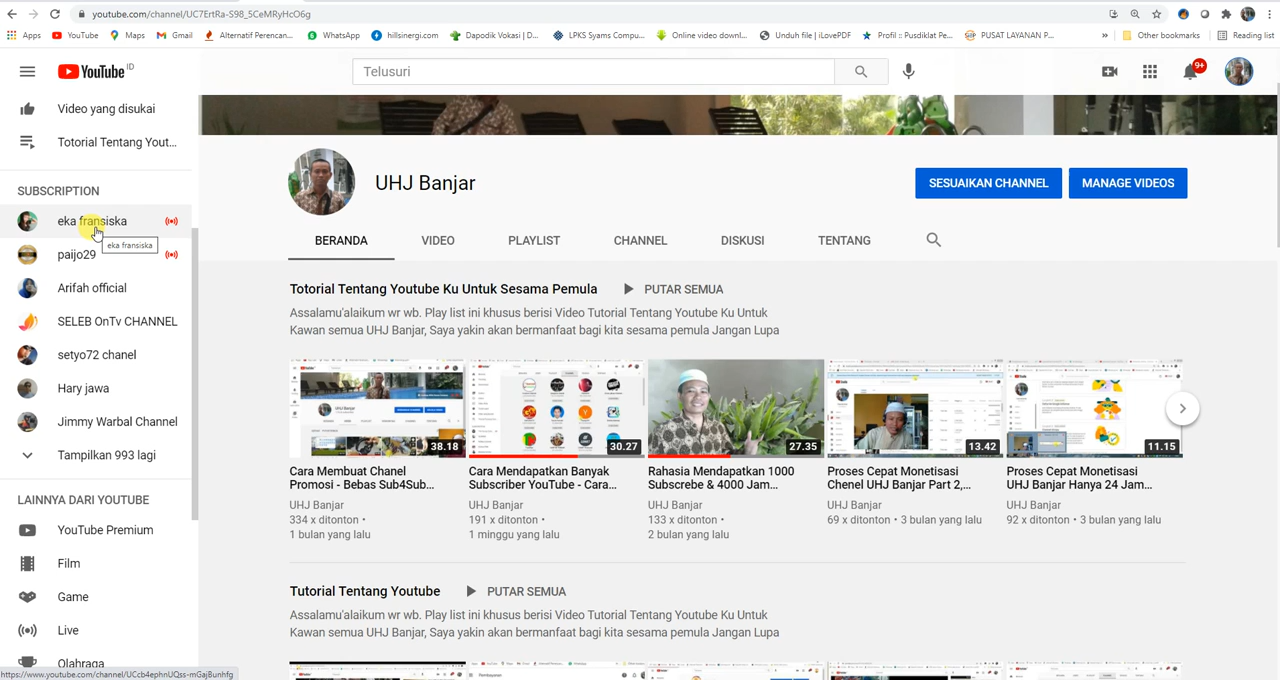 youtube.com/channel/UC7ErtRa-S98_5CeMRyHcO6g
Apps YouTube Maps Gmail Alternatif Perencan... WhatsApp hillsinergi.com Dapodik Vokasi | D... LPKS Syams Compu... Online video downl... Unduh file | iLovePDF Profil :: Pusdiklat Pe... PUSAT LAYANAN P... » Other bookmarks Reading list
YouTube ID
Telusuri
9+
Video yang disukai
Totorial Tentang Yout...
SUBSCRIPTION
eka fransiska
eka fransiska
paijo29
Arifah official
SELEB OnTv CHANNEL
setyo72 chanel
Hary jawa
Jimmy Warbal Channel
Tampilkan 993 lagi
LAINNYA DARI YOUTUBE
YouTube Premium
Film
Game
Live
Olahraga
https://www.youtube.com/channel/UCcb4ephnUQss-mGajBunhfg
UHJ Banjar
SESUAIKAN CHANNEL MANAGE VIDEOS
BERANDA VIDEO PLAYLIST CHANNEL DISKUSI TENTANG
Totorial Tentang Youtube Ku Untuk Sesama Pemula PUTAR SEMUA
Assalamu'alaikum wr wb. Play list ini khusus berisi Video Tutorial Tentang Youtube Ku Untuk
Kawan semua UHJ Banjar, Saya yakin akan bermanfaat bagi kita sesama pemula Jangan Lupa
38.18 30.27 27.35 13.42 11.15
Cara Membuat Chanel
Promosi - Bebas Sub4Sub...
UHJ Banjar
334 x ditonton •
1 bulan yang lalu
Cara Mendapatkan Banyak
Subscriber YouTube - Cara...
UHJ Banjar
191 x ditonton •
1 minggu yang lalu
Rahasia Mendapatkan 1000
Subscrebe & 4000 Jam...
UHJ Banjar
133 x ditonton •
2 bulan yang lalu
Proses Cepat Monetisasi
Chenel UHJ Banjar Part 2,...
UHJ Banjar
69 x ditonton • 3 bulan yang lalu
Proses Cepat Monetisasi
UHJ Banjar Hanya 24 Jam...
UHJ Banjar
92 x ditonton • 3 bulan yang lalu
Tutorial Tentang Youtube PUTAR SEMUA
Assalamu'alaikum wr wb. Play list ini khusus berisi Video Tutorial Tentang Youtube Ku Untuk
Kawan semua UHJ Banjar, Saya yakin akan bermanfaat bagi kita sesama pemula Jangan Lupa